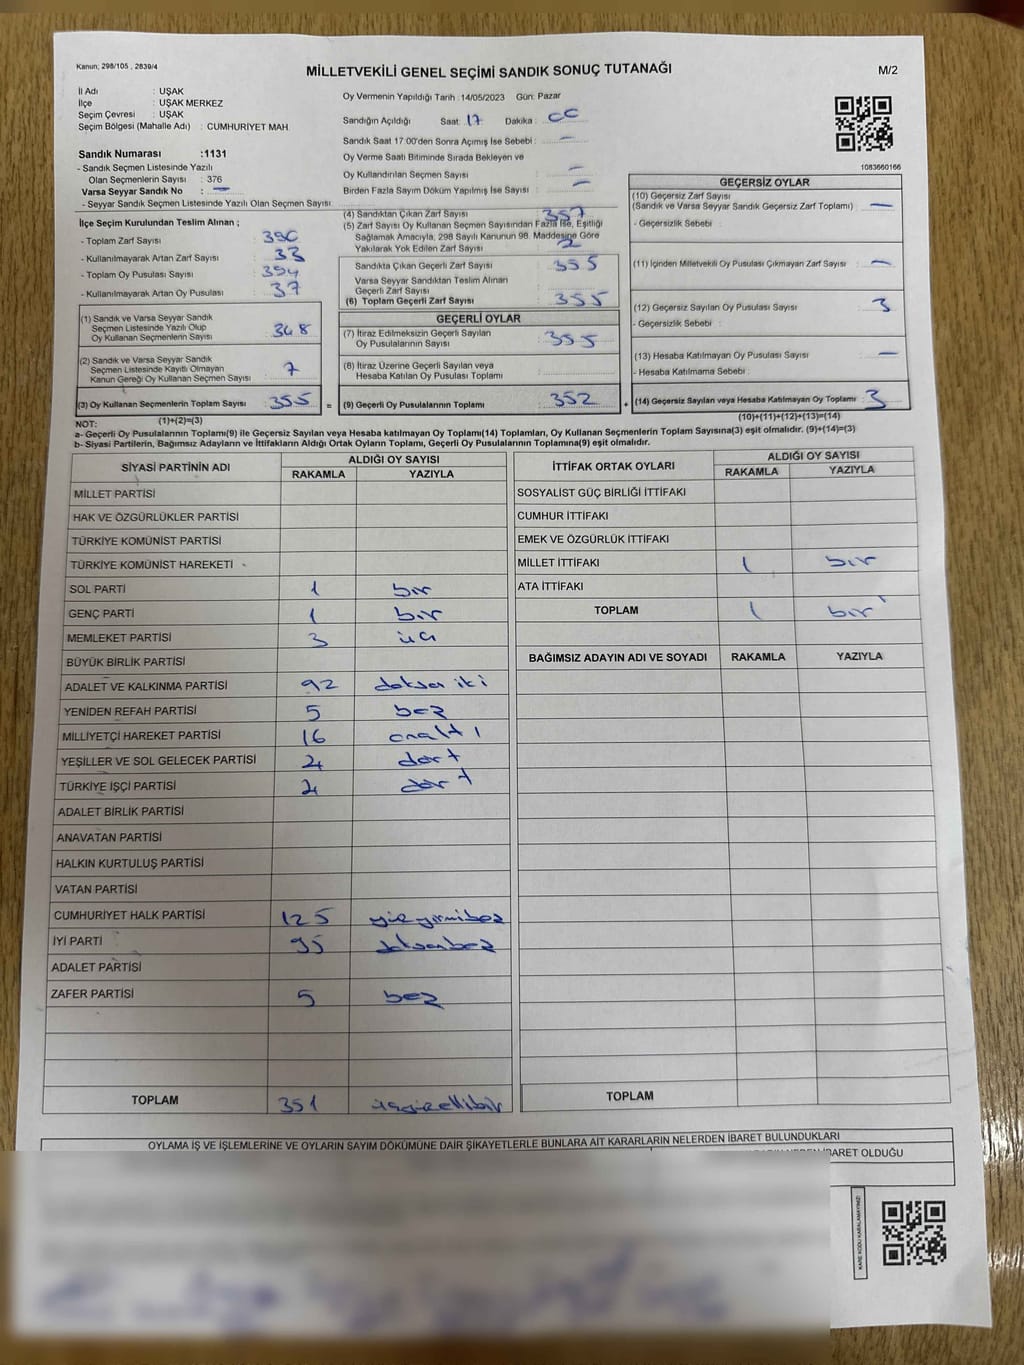 Kanun; 298/105 , 2839/4
MİLLETVEKİLİ GENEL SEÇİMİ SANDIK SONUÇ TUTANAĞI
M/2
İl Adı : UŞAK
İlçe : UŞAK MERKEZ
Seçim Çevresi : UŞAK
Seçim Bölgesi (Mahalle Adı) : CUMHURİYET MAH.
Sandık Numarası :1131
- Sandık Seçmen Listesinde Yazılı
Olan Seçmenlerin Sayısı : 376
Varsa Seyyar Sandık No : —
- Seyyar Sandık Seçmen Listesinde Yazılı Olan Seçmen Sayısı:
Oy Vermenin Yapıldığı Tarih :14/05/2023 Gün: Pazar
Sandığın Açıldığı Saat: 17 Dakika :
Sandık Saat 17.00'den Sonra Açımış İse Sebebi : —
Oy Verme Saati Bitiminde Sırada Bekleyen ve
Oy Kullandırılan Seçmen Sayısı —
Birden Fazla Sayım Döküm Yapılmış İse Sayısı : —
1083660166
İlçe Seçim Kurulundan Teslim Alınan ;
- Toplam Zarf Sayısı :
- Kullanılmayarak Artan Zarf Sayısı : 33
- Toplam Oy Pusulası Sayısı :
- Kullanılmayarak Artan Oy Pusulası : 37
(1) Sandık ve Varsa Seyyar Sandık
Seçmen Listesinde Yazılı Olup
Oy Kullanan Seçmenlerin Sayısı : 348
(2) Sandık ve Varsa Seyyar Sandık
Seçmen Listesinde Kayıtlı Olmayan
Kanun Gereği Oy Kullanan Seçmen Sayısı : 7
(3) Oy Kullanan Seçmenlerin Toplam Sayısı : 355 =
(4) Sandıktan Çıkan Zarf Sayısı : 357
(5) Zarf Sayısı Oy Kullanan Seçmen Sayısından Fazla İse, Eşitliği
Sağlamak Amacıyla, 298 Sayılı Kanunun 98. Maddesine Göre
Yakılarak Yok Edilen Zarf Sayısı : 2
Sandıkta Çıkan Geçerli Zarf Sayısı : 355
Varsa Seyyar Sandıktan Teslim Alınan
Geçerli Zarf Sayısı :
(6) Toplam Geçerli Zarf Sayısı : 355
GEÇERLİ OYLAR
(7) İtiraz Edilmeksizin Geçerli Sayılan
Oy Pusulalarının Sayısı : 355
(8) İtiraz Üzerine Geçerli Sayılan veya
Hesaba Katılan Oy Pusulası Toplamı :
(9) Geçerli Oy Pusulalarının Toplamı : 352 +
GEÇERSİZ OYLAR
(10) Geçersiz Zarf Sayısı
(Sandık ve Varsa Seyyar Sandık Geçersiz Zarf Toplamı) : —
- Geçersizlik Sebebi :
(11) İçinden Milletvekili Oy Pusulası Çıkmayan Zarf Sayısı : —
(12) Geçersiz Sayılan Oy Pusulası Sayısı : 3
- Geçersizlik Sebebi :
(13) Hesaba Katılmayan Oy Pusulası Sayısı : —
- Hesaba Katılmama Sebebi :
(14) Geçersiz Sayılan veya Hesaba Katılmayan Oy Toplamı : 3
(1)+(2)=(3)
(10)+(11)+(12)+(13)=(14)
NOT:
a- Geçerli Oy Pusulalarının Toplamı(9) ile Geçersiz Sayılan veya Hesaba katılmayan Oy Toplamı(14) Toplamları, Oy Kullanan Seçmenlerin Toplam Sayısına(3) eşit olmalıdır. (9)+(14)=(3)
b- Siyasi Partilerin, Bağımsız Adayların ve İttifakların Aldığı Ortak Oyların Toplamı, Geçerli Oy Pusulalarının Toplamına(9) eşit olmalıdır.
SİYASİ PARTİNİN ADI ALDIĞI OY SAYISI
RAKAMLA YAZIYLA
MİLLET PARTİSİ
HAK VE ÖZGÜRLÜKLER PARTİSİ
TÜRKİYE KOMÜNİST PARTİSİ
TÜRKİYE KOMÜNİST HAREKETİ
SOL PARTİ 1 bir
GENÇ PARTİ 1 bir
MEMLEKET PARTİSİ 3 üç
BÜYÜK BİRLİK PARTİSİ
ADALET VE KALKINMA PARTİSİ 92 doksan iki
YENİDEN REFAH PARTİSİ 5 beş
MİLLİYETÇİ HAREKET PARTİSİ 16 onaltı
YEŞİLLER VE SOL GELECEK PARTİSİ 4 dört
TÜRKİYE İŞÇİ PARTİSİ 4 dört
ADALET BİRLİK PARTİSİ
ANAVATAN PARTİSİ
HALKIN KURTULUŞ PARTİSİ
VATAN PARTİSİ
CUMHURİYET HALK PARTİSİ 125 yüzyirmibeş
İYİ PARTİ 95 doksanbeş
ADALET PARTİSİ
ZAFER PARTİSİ 5 beş
TOPLAM 351 üçyüzellibir
İTTİFAK ORTAK OYLARI ALDIĞI OY SAYISI
RAKAMLA YAZIYLA
SOSYALİST GÜÇ BİRLİĞİ İTTİFAKI
CUMHUR İTTİFAKI
EMEK VE ÖZGÜRLÜK İTTİFAKI
MİLLET İTTİFAKI 1 bir
ATA İTTİFAKI
TOPLAM 1 bir
BAĞIMSIZ ADAYIN ADI VE SOYADI RAKAMLA YAZIYLA
TOPLAM
OYLAMA İŞ VE İŞLEMLERİNE VE OYLARIN SAYIM DÖKÜMÜNE DAİR ŞİKAYETLERLE BUNLARA AİT KARARLARIN NELERDEN İBARET BULUNDUKLARI
İBARET OLDUĞU
KARE KODU KARALAMAYINIZ!